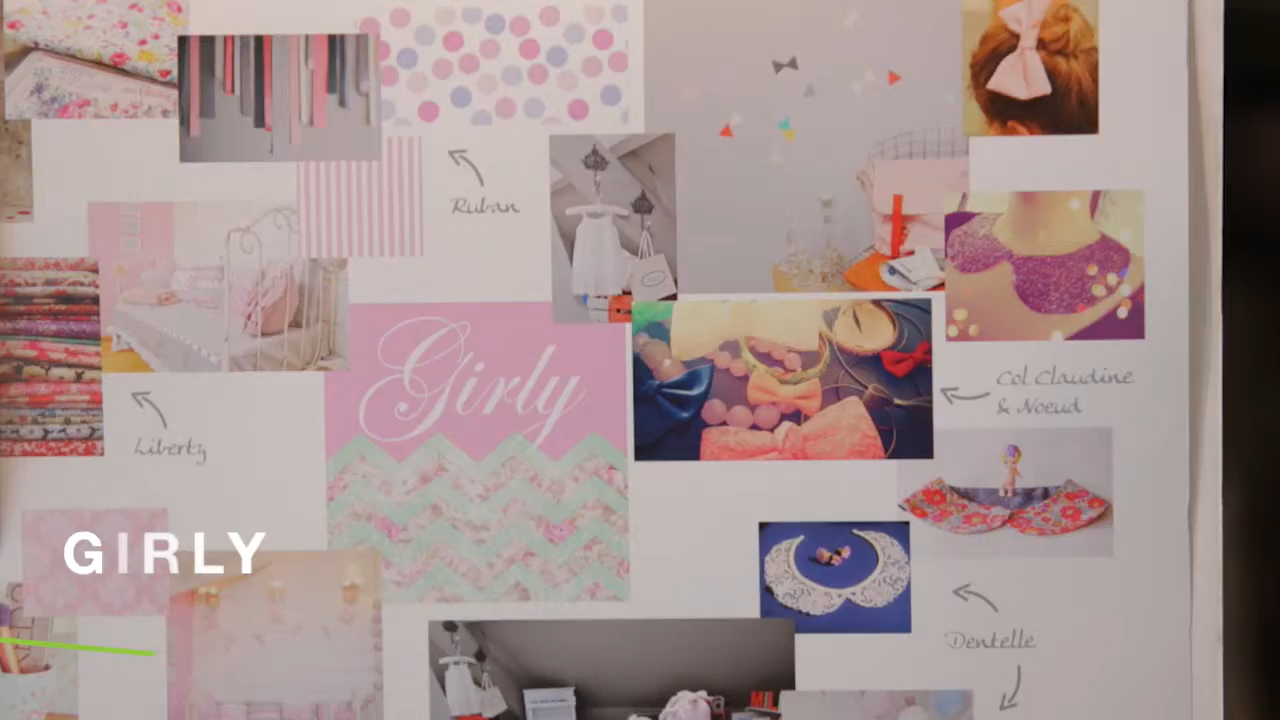 Ruban
Girly
Col Claudine
& Noeud
Liberty
GIRLY
Dentelle